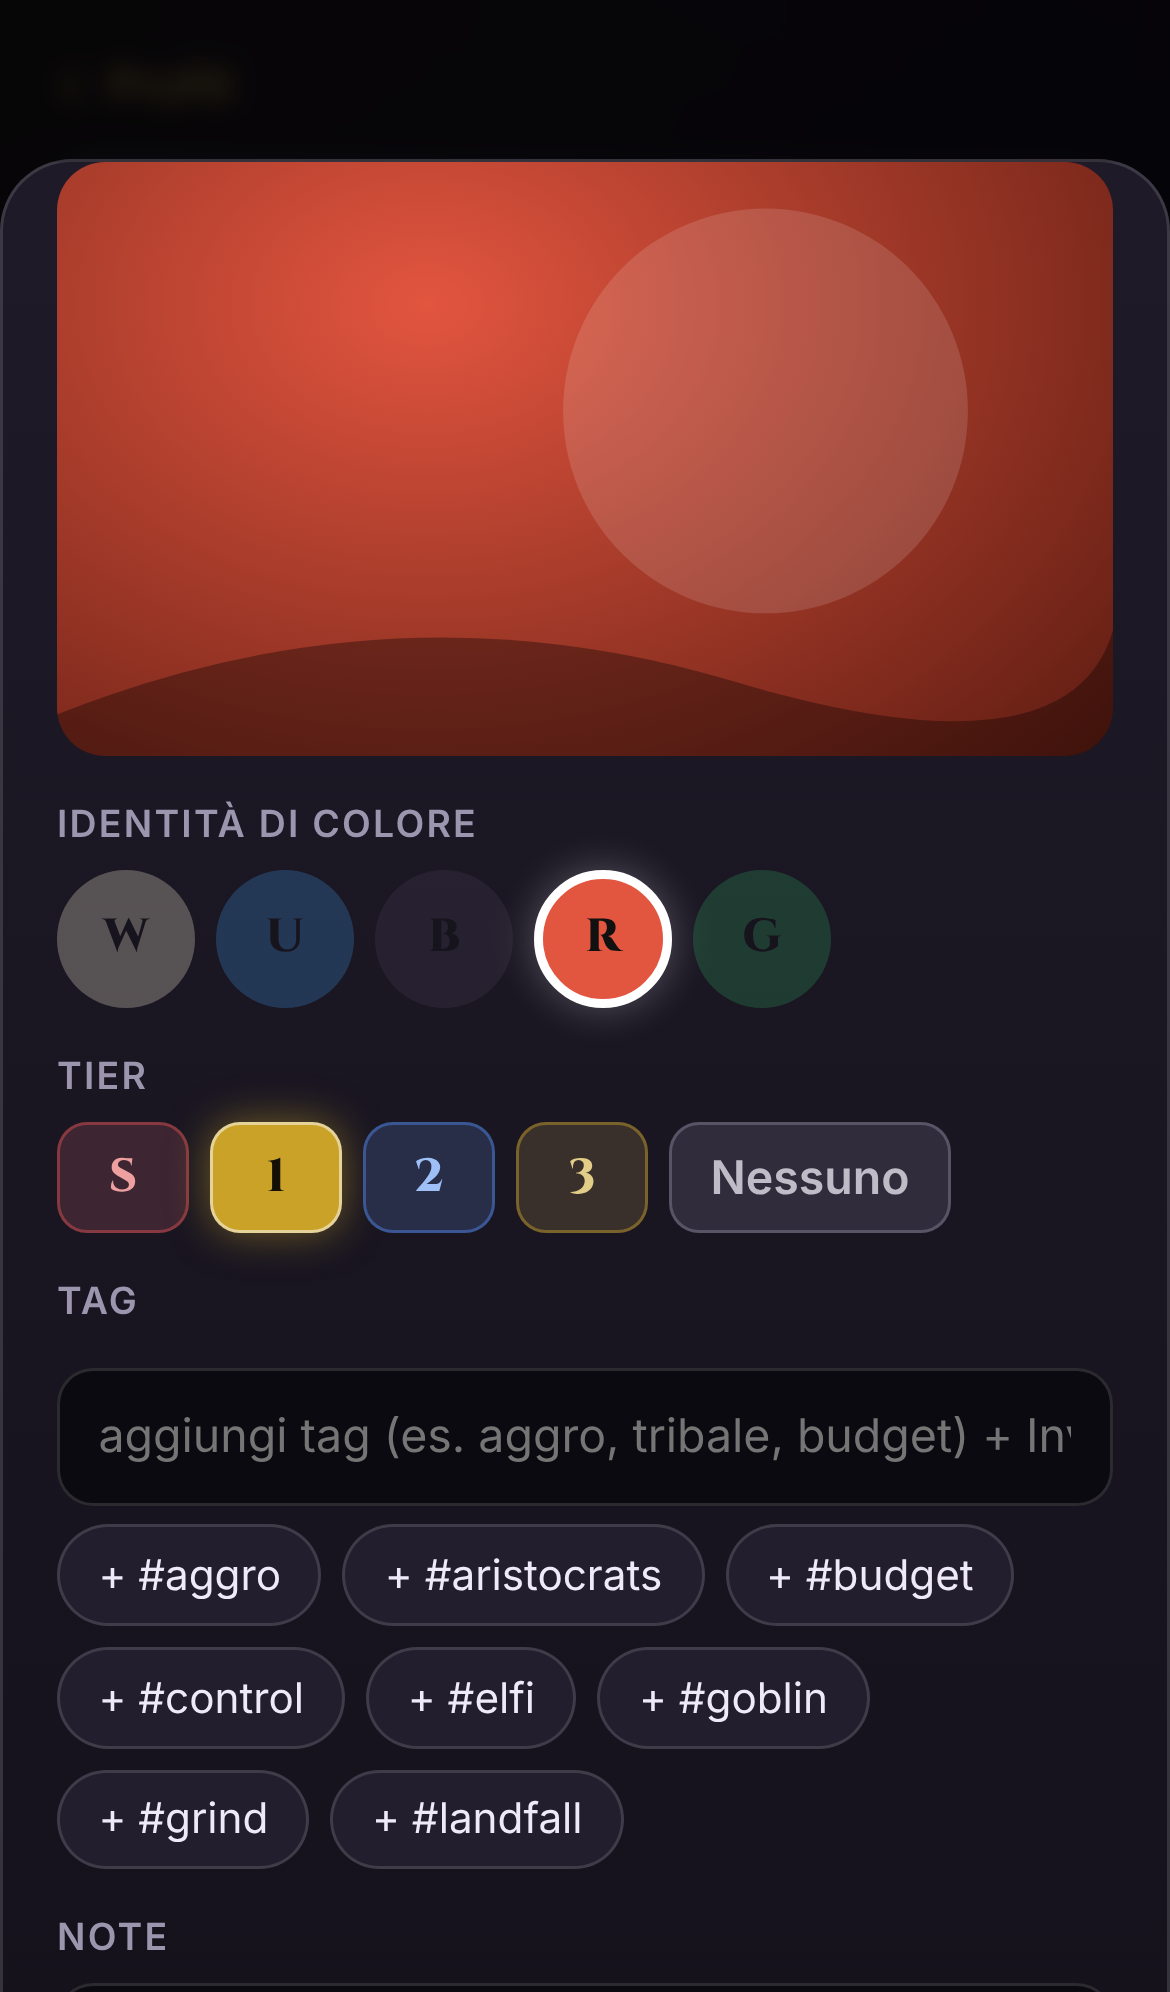 IDENTITÀ DI COLORE
W U B R G
TIER
S 1 2 3 Nessuno
TAG
aggiungi tag (es. aggro, tribale, budget) + In
+ #aggro + #aristocrats + #budget
+ #control + #elfi + #goblin
+ #grind + #landfall
NOTE